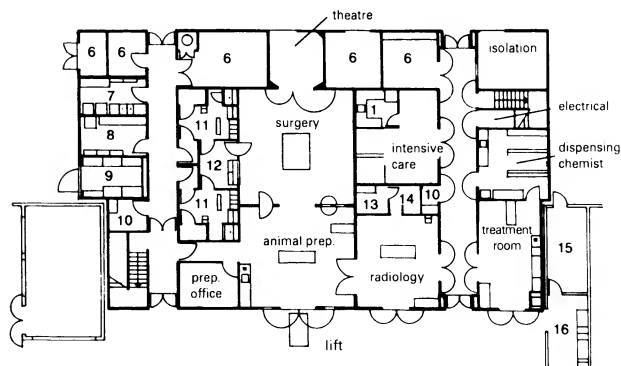 theatre
6
6
6
6
6
isolation
7
1
electrical
11
surgery
8
intensive
care
12
dispensing
chemist
9
11
13
14
10
10
treatment
room
animal prep.
15
prep.
office
radiology
16
lift